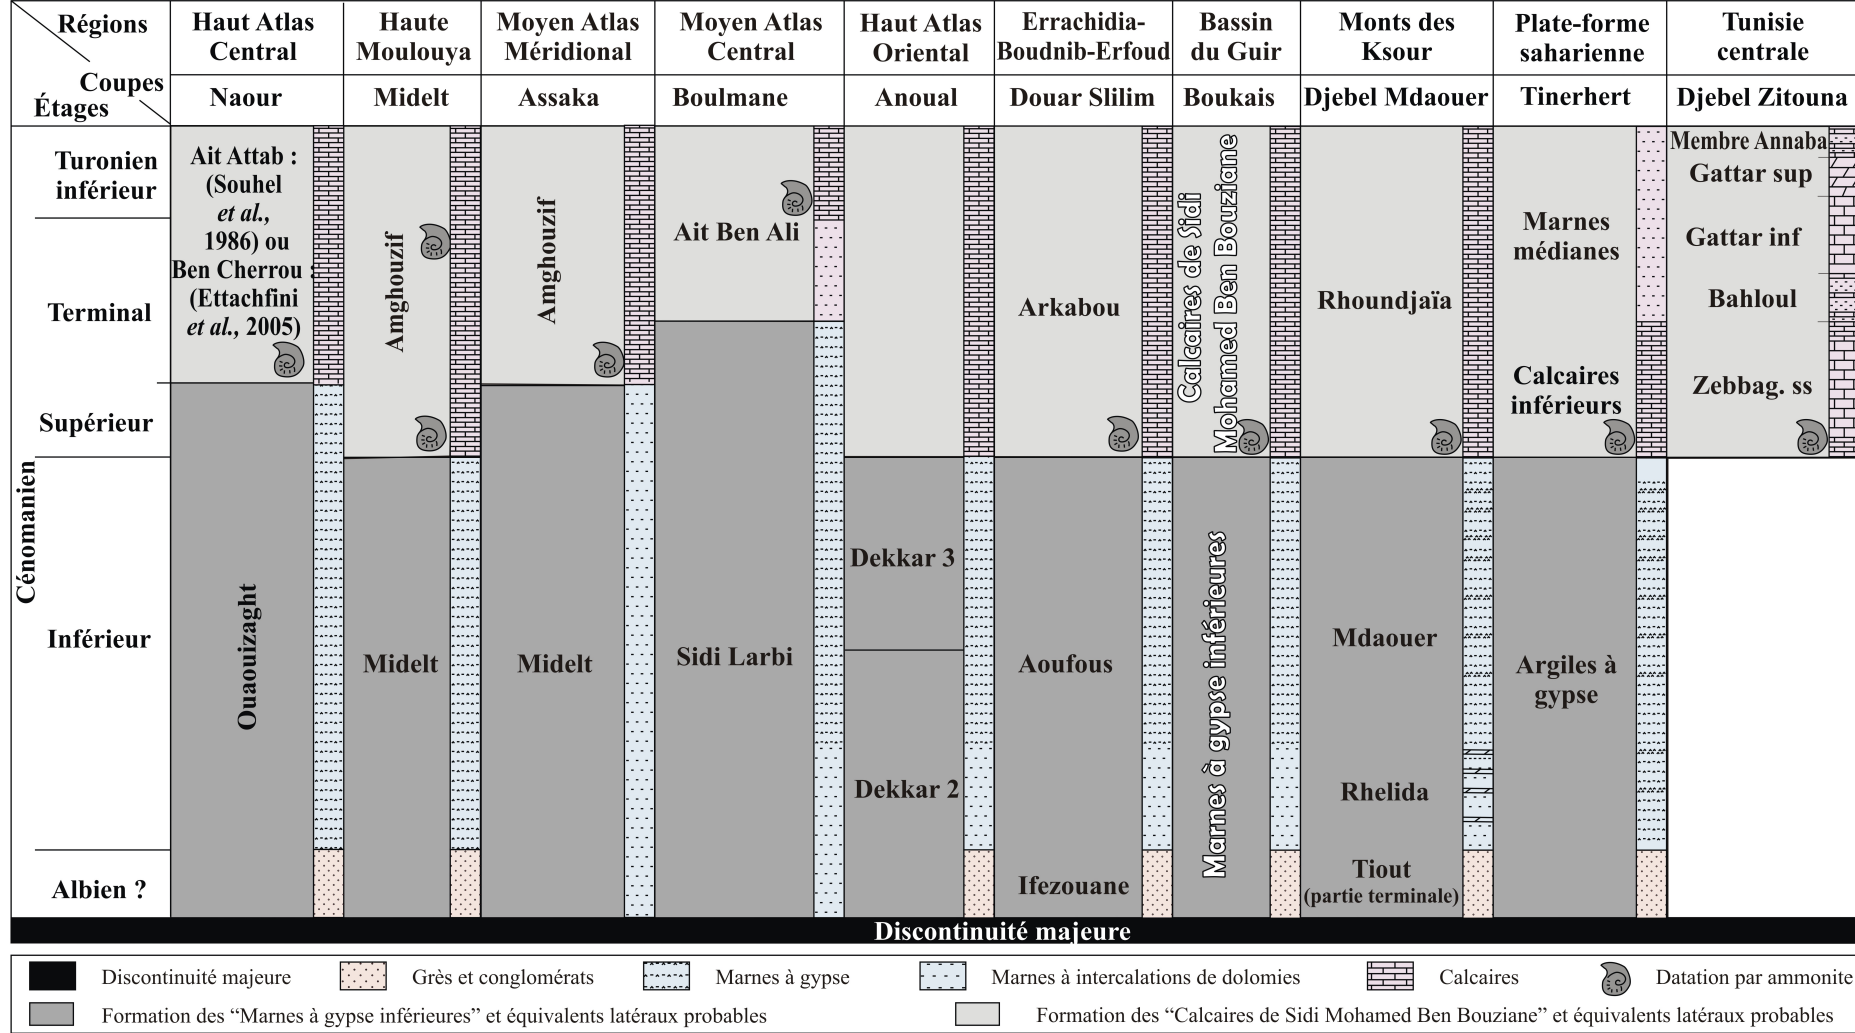 Régions
Coupes
Étages
Haut Atlas
Central
Haute
Moulouya
Moyen Atlas
Méridional
Moyen Atlas
Central
Haut Atlas
Oriental
Errachidia-
Boudnib-Erfoud
Bassin
du Guir
Monts des
Ksour
Plate-forme
saharienne
Tunisie
centrale
Naour
Midelt
Assaka
Boulmane
Anoual
Douar Slilim
Boukais
Djebel Mdaouer
Tinerhert
Djebel Zitouna
Turonien
inférieur
Cénomanien
Terminal
Supérieur
Inférieur
Albien ?
Ait Attab :
(Souhel
et al.,
1986) ou
Ben Cherrou :
(Ettachfini
et al., 2005)
Ouaouizaght
Amghouzif
Midelt
Amghouzif
Midelt
Ait Ben Ali
Sidi Larbi
Dekkar 3
Dekkar 2
Arkabou
Aoufous
Ifezouane
Calcaires de Sidi
Mohamed Ben Bouziane
Marnes à gypse inférieures
Rhoundjaïa
Mdaouer
Rhelida
Tiout
(partie terminale)
Marnes
médianes
Calcaires
inférieurs
Argiles à
gypse
Membre Annaba
Gattar sup
Gattar inf
Bahloul
Zebbag. ss
Discontinuité majeure
Discontinuité majeure
Grès et conglomérats
Marnes à gypse
Marnes à intercalations de dolomies
Calcaires
Datation par ammonite
Formation des “Marnes à gypse inférieures” et équivalents latéraux probables
Formation des “Calcaires de Sidi Mohamed Ben Bouziane” et équivalents latéraux probables